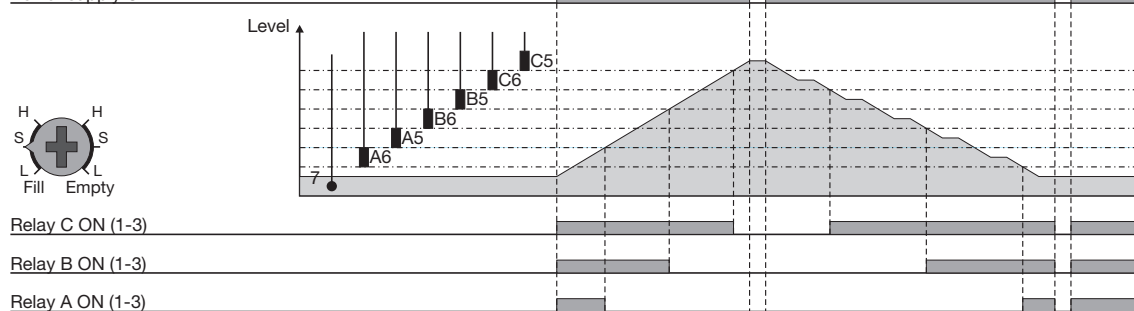 Level
C5
C6
B5
B6
A5
A6
7
H H
S S
L L
Fill Empty
Relay C ON (1-3)
Relay B ON (1-3)
Relay A ON (1-3)